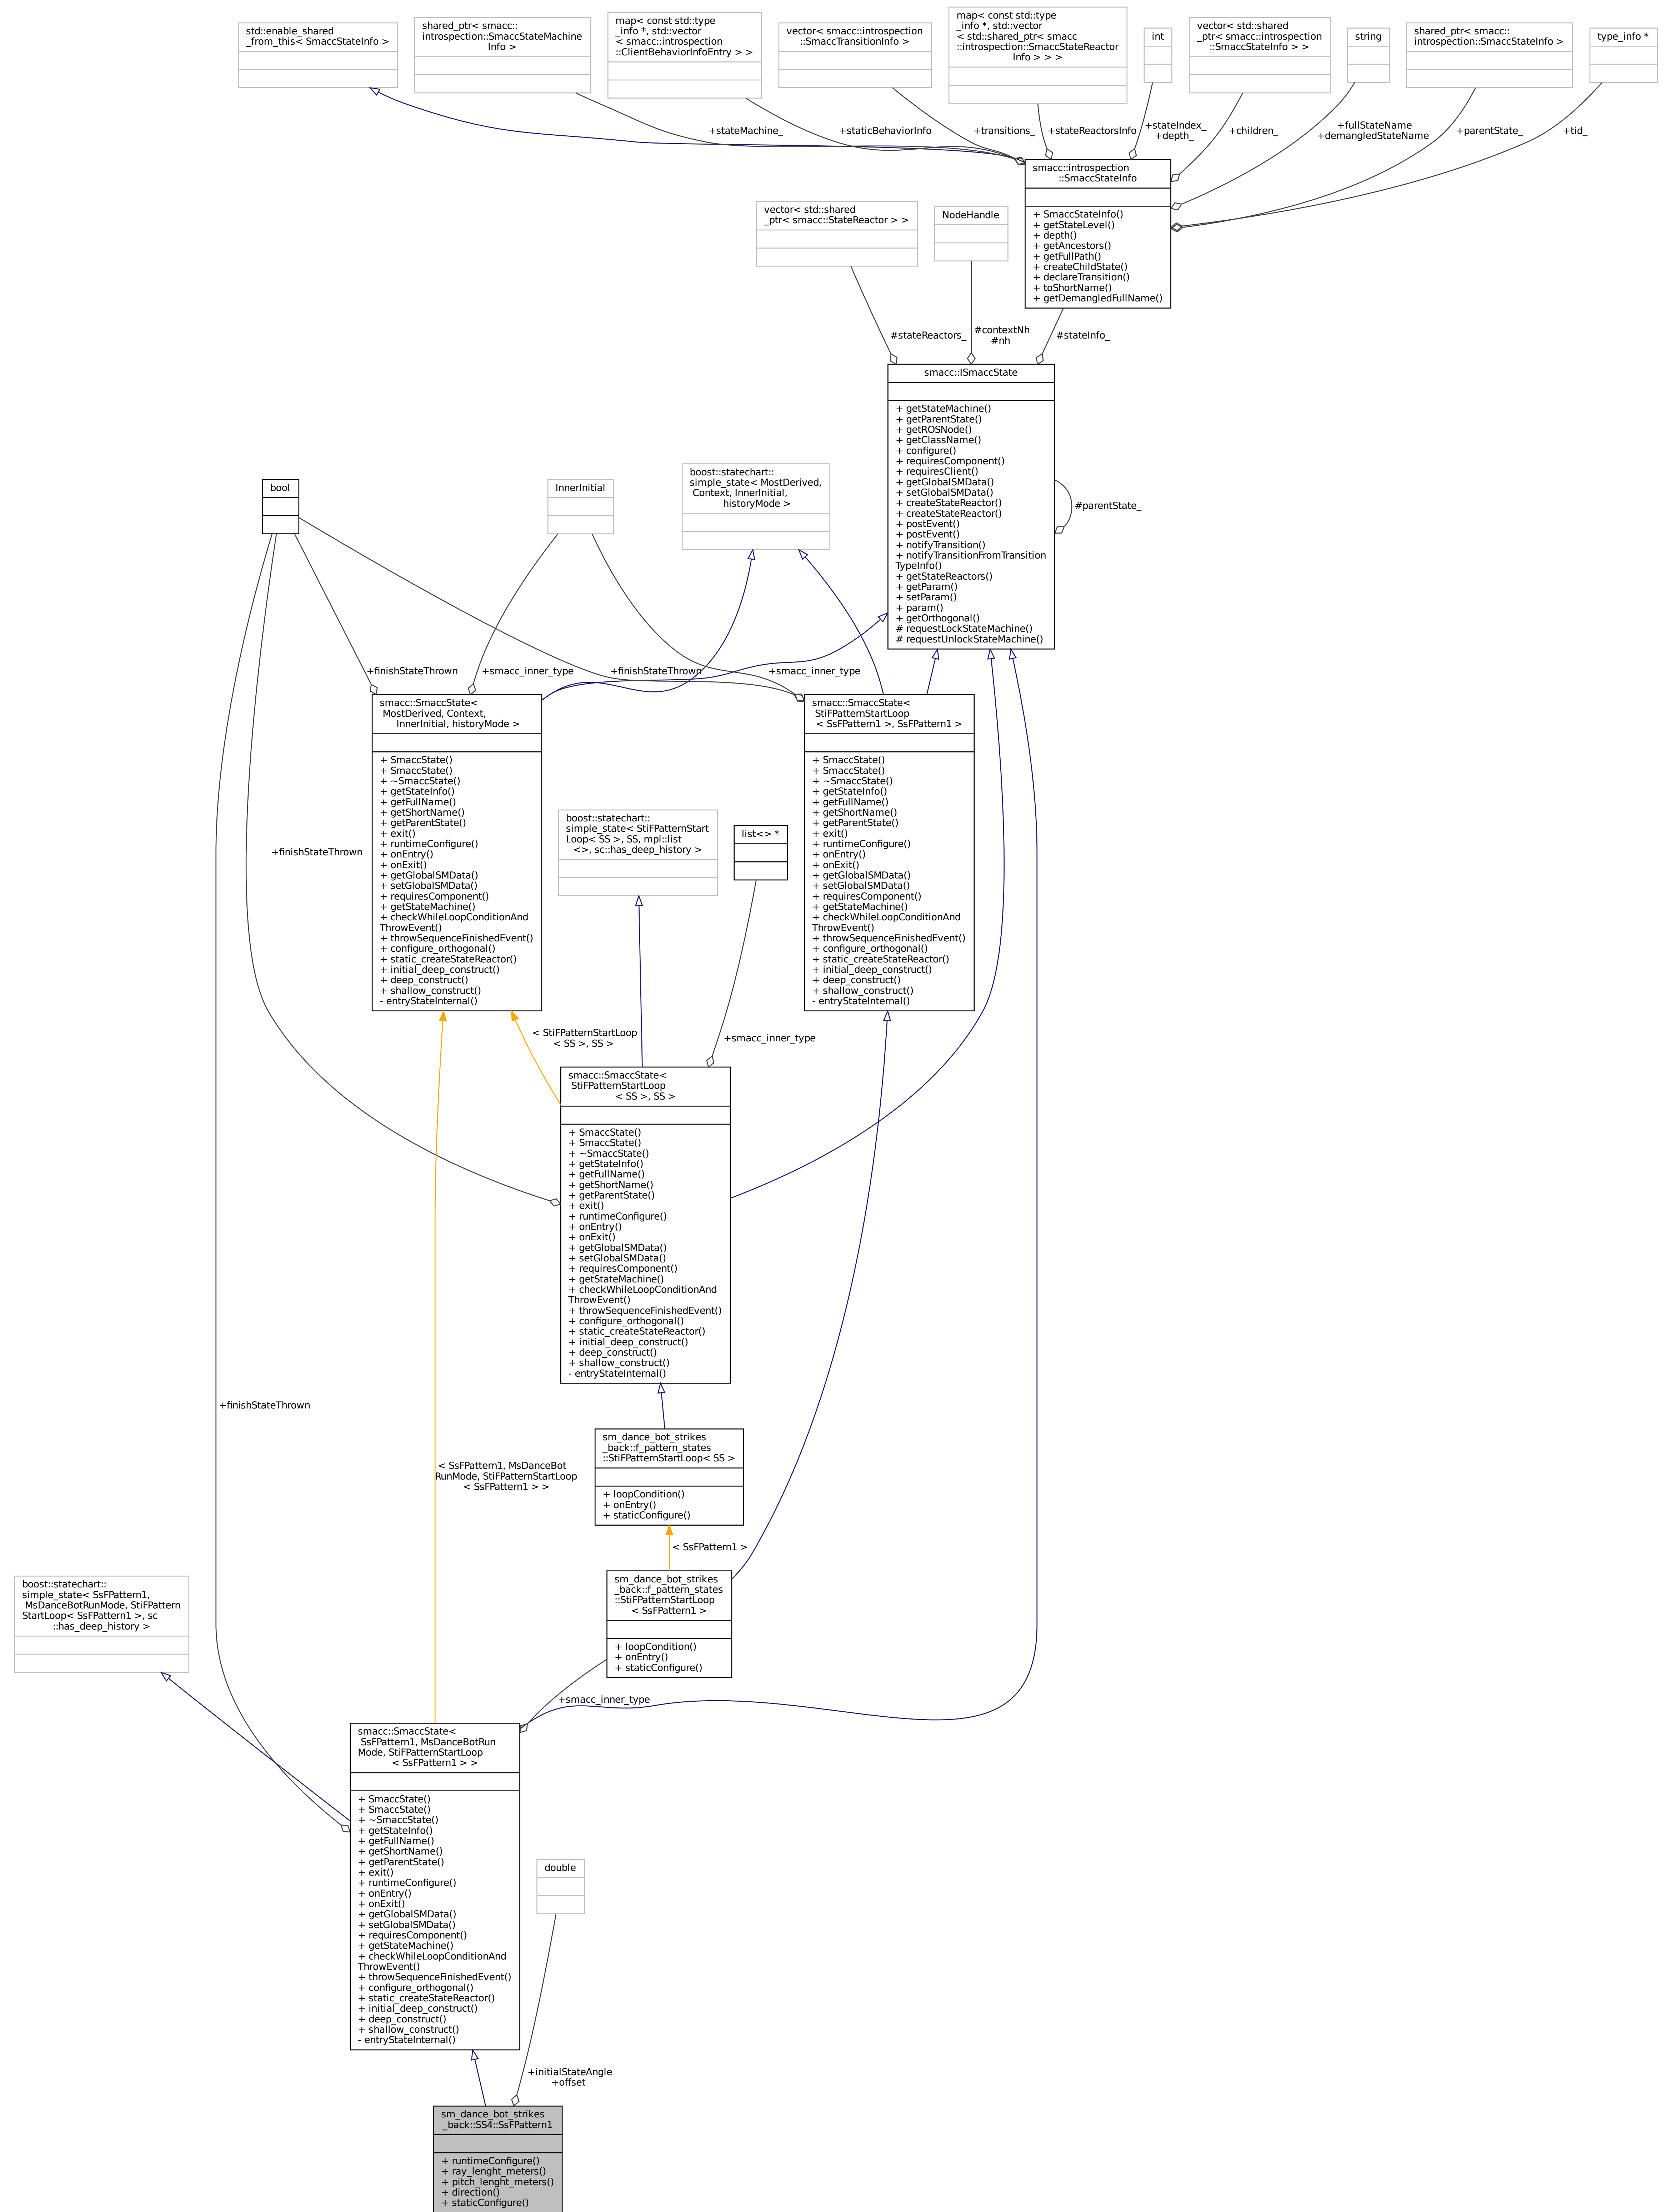 std::enable_shared
_from_this< SmaccStateInfo >
shared_ptr< smacc::
introspection::SmaccStateMachine
Info >
map< const std::type
_info *, std::vector
< smacc::introspection
::ClientBehaviorInfoEntry > >
vector< smacc::introspection
::SmaccTransitionInfo >
map< const std::type
_info *, std::vector
< std::shared_ptr< smacc
::introspection::SmaccStateReactor
Info > > >
int
vector< std::shared
_ptr< smacc::introspection
::SmaccStateInfo > >
string
shared_ptr< smacc::
introspection::SmaccStateInfo >
type_info *
+stateMachine_
+staticBehaviorInfo
+transitions_
+stateReactorsInfo
+stateIndex_
+depth_
+children_
+fullStateName
+demangledStateName
+parentState_
+tid_
smacc::introspection
::SmaccStateInfo
+ SmaccStateInfo()
+ getStateLevel()
+ depth()
+ getAncestors()
+ getFullPath()
+ createChildState()
+ declareTransition()
+ toShortName()
+ getDemangledFullName()
vector< std::shared
_ptr< smacc::StateReactor > >
NodeHandle
#stateReactors_
#contextNh
#nh
#stateInfo_
smacc::ISmaccState
+ getStateMachine()
+ getParentState()
+ getROSNode()
+ getClassName()
+ configure()
+ requiresComponent()
+ requiresClient()
+ getGlobalSMData()
+ setGlobalSMData()
+ createStateReactor()
+ createStateReactor()
+ postEvent()
+ postEvent()
+ notifyTransition()
+ notifyTransitionFromTransition
TypeInfo()
+ getStateReactors()
+ getParam()
+ setParam()
+ param()
+ getOrthogonal()
# requestLockStateMachine()
# requestUnlockStateMachine()
#parentState_
bool
InnerInitial
boost::statechart::
simple_state< MostDerived,
Context, InnerInitial,
historyMode >
+finishStateThrown
+smacc_inner_type
+finishStateThrown
+smacc_inner_type
smacc::SmaccState<
MostDerived, Context,
InnerInitial, historyMode >
+ SmaccState()
+ SmaccState()
+ ~SmaccState()
+ getStateInfo()
+ getFullName()
+ getShortName()
+ getParentState()
+ exit()
+ runtimeConfigure()
+ onEntry()
+ onExit()
+ getGlobalSMData()
+ setGlobalSMData()
+ requiresComponent()
+ getStateMachine()
+ checkWhileLoopConditionAnd
ThrowEvent()
+ throwSequenceFinishedEvent()
+ configure_orthogonal()
+ static_createStateReactor()
+ initial_deep_construct()
+ deep_construct()
+ shallow_construct()
- entryStateInternal()
smacc::SmaccState<
StiFPatternStartLoop
< SsFPattern1 >, SsFPattern1 >
+ SmaccState()
+ SmaccState()
+ ~SmaccState()
+ getStateInfo()
+ getFullName()
+ getShortName()
+ getParentState()
+ exit()
+ runtimeConfigure()
+ onEntry()
+ onExit()
+ getGlobalSMData()
+ setGlobalSMData()
+ requiresComponent()
+ getStateMachine()
+ checkWhileLoopConditionAnd
ThrowEvent()
+ throwSequenceFinishedEvent()
+ configure_orthogonal()
+ static_createStateReactor()
+ initial_deep_construct()
+ deep_construct()
+ shallow_construct()
- entryStateInternal()
boost::statechart::
simple_state< StiFPatternStart
Loop< SS >, SS, mpl::list
<>, sc::has_deep_history >
list<> *
+finishStateThrown
< StiFPatternStartLoop
< SS >, SS >
+smacc_inner_type
smacc::SmaccState<
StiFPatternStartLoop
< SS >, SS >
+ SmaccState()
+ SmaccState()
+ ~SmaccState()
+ getStateInfo()
+ getFullName()
+ getShortName()
+ getParentState()
+ exit()
+ runtimeConfigure()
+ onEntry()
+ onExit()
+ getGlobalSMData()
+ setGlobalSMData()
+ requiresComponent()
+ getStateMachine()
+ checkWhileLoopConditionAnd
ThrowEvent()
+ throwSequenceFinishedEvent()
+ configure_orthogonal()
+ static_createStateReactor()
+ initial_deep_construct()
+ deep_construct()
+ shallow_construct()
- entryStateInternal()
+finishStateThrown
sm_dance_bot_strikes
_back::f_pattern_states
::StiFPatternStartLoop< SS >
+ loopCondition()
+ onEntry()
+ staticConfigure()
< SsFPattern1, MsDanceBot
RunMode, StiFPatternStartLoop
< SsFPattern1 > >
< SsFPattern1 >
sm_dance_bot_strikes
_back::f_pattern_states
::StiFPatternStartLoop
< SsFPattern1 >
+ loopCondition()
+ onEntry()
+ staticConfigure()
boost::statechart::
simple_state< SsFPattern1,
MsDanceBotRunMode, StiFPattern
StartLoop< SsFPattern1 >, sc
::has_deep_history >
+smacc_inner_type
smacc::SmaccState<
SsFPattern1, MsDanceBotRun
Mode, StiFPatternStartLoop
< SsFPattern1 > >
+ SmaccState()
+ SmaccState()
+ ~SmaccState()
+ getStateInfo()
+ getFullName()
+ getShortName()
+ getParentState()
+ exit()
+ runtimeConfigure()
+ onEntry()
+ onExit()
+ getGlobalSMData()
+ setGlobalSMData()
+ requiresComponent()
+ getStateMachine()
+ checkWhileLoopConditionAnd
ThrowEvent()
+ throwSequenceFinishedEvent()
+ configure_orthogonal()
+ static_createStateReactor()
+ initial_deep_construct()
+ deep_construct()
+ shallow_construct()
- entryStateInternal()
double
+initialStateAngle
+offset
sm_dance_bot_strikes
_back::SS4::SsFPattern1
+ runtimeConfigure()
+ ray_lenght_meters()
+ pitch_lenght_meters()
+ direction()
+ staticConfigure()